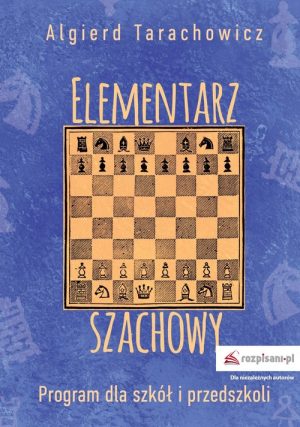 Algierd Tarachowicz
ELEMENTARZ
SZACHOWY
rozpisani.pl
Dla niezależnych autorów
Program dla szkół i przedszkoli